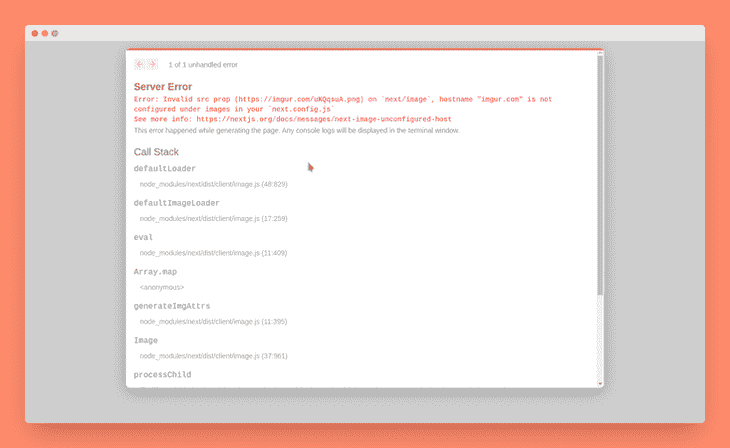 1 of 1 unhandled error
Server Error
Error: Invalid src prop (https://imgur.com/uKQqsuA.png) on `next/image`, hostname "imgur.com" is not
configured under images in your `next.config.js`
See more info: https://nextjs.org/docs/messages/next-image-unconfigured-host
This error happened while generating the page. Any console logs will be displayed in the terminal window.
Call Stack
defaultLoader
node_modules/next/dist/client/image.js (48:829)
defaultImageLoader
node_modules/next/dist/client/image.js (17:259)
eval
node_modules/next/dist/client/image.js (11:409)
Array.map
<anonymous>
generateImgAttrs
node_modules/next/dist/client/image.js (11:395)
Image
node_modules/next/dist/client/image.js (37:961)
processChild